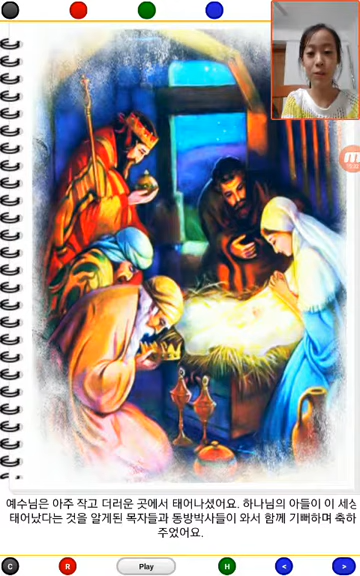 예수님은 아주 작고 더러운 곳에서 태어나셨어요. 하나님의 아들이 이 세상
태어났다는 것을 알게된 목자들과 동방박사들이 와서 함께 기뻐하며 축하
주었어요.
C R Play H < >